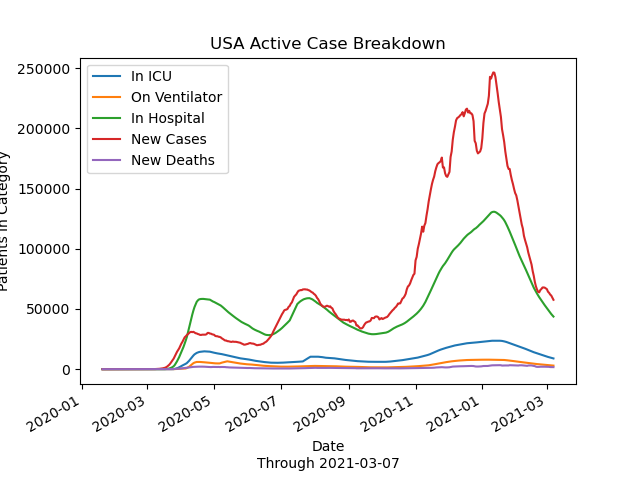 USA Active Case Breakdown
In ICU
On Ventilator
In Hospital
New Cases
New Deaths
250000
200000
150000
100000
50000
0
Patients in Category
2020-01
2020-03
2020-05
2020-07
2020-09
2020-11
2021-01
2021-03
Date
Through 2021-03-07